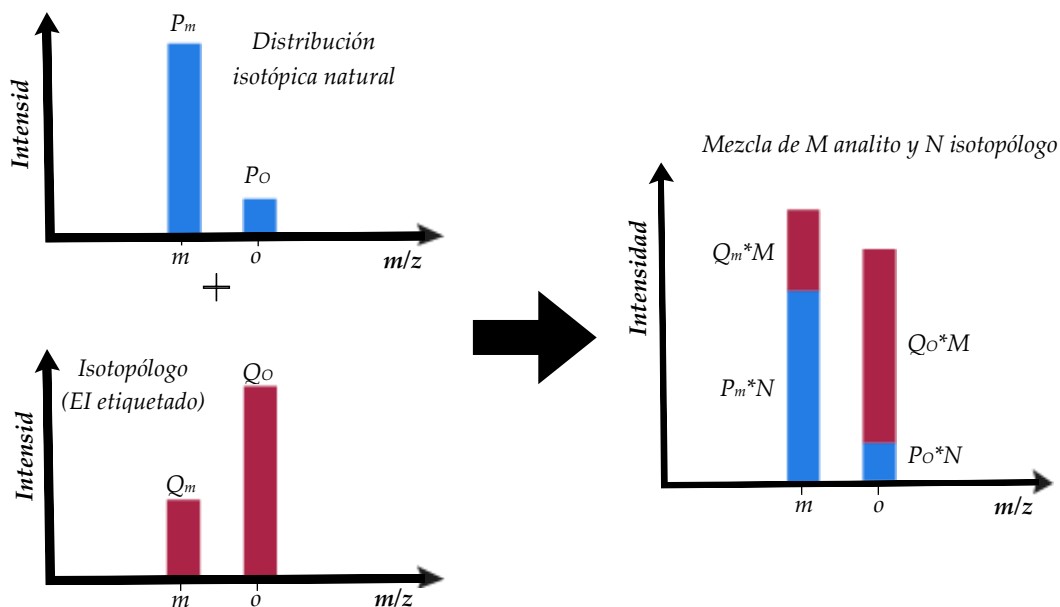 Pm
Distribución
isotópica natural
Intensid
PO
m
o
m/z
+
Isotopólogo
(EI etiquetado)
QO
Intensid
Qm
m
o
m/z
Mezcla de M analito y N isotopólogo
Intensidad
Qm*M
QO*M
Pm*N
PO*N
m
o
m/z